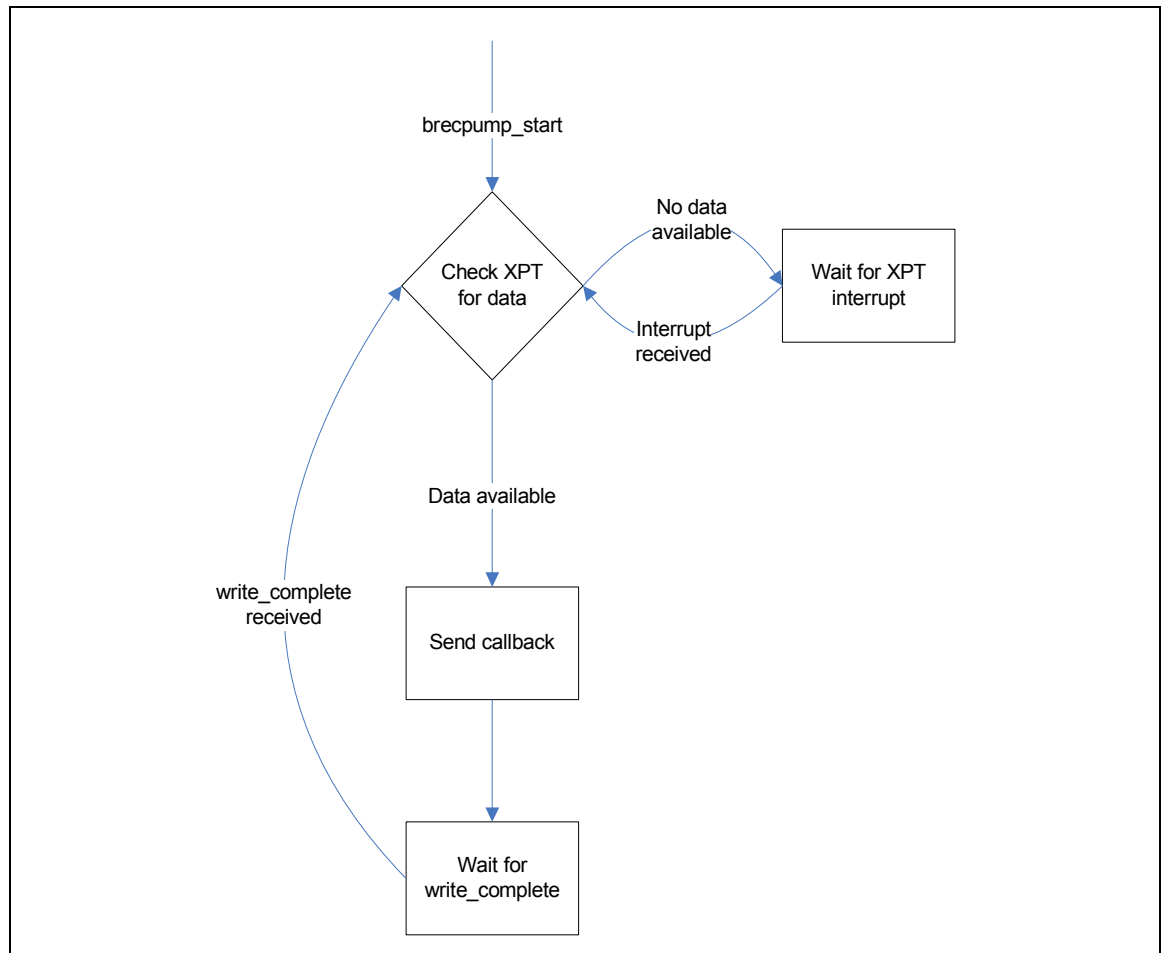 brecpump_start
No data
available
Check XPT
for data
Wait for XPT
interrupt
Interrupt
received
Data available
write_complete
received
Send callback
Wait for
write_complete